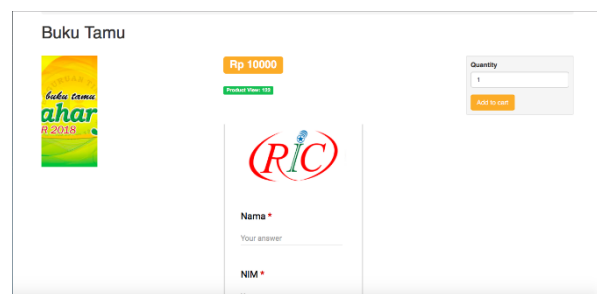 Buku Tamu
buku tamu
ahar
R 2018
Rp 10000
Product View: 155
RIC
Nama *
Your answer
NIM *
Quantity
1
Add to cart